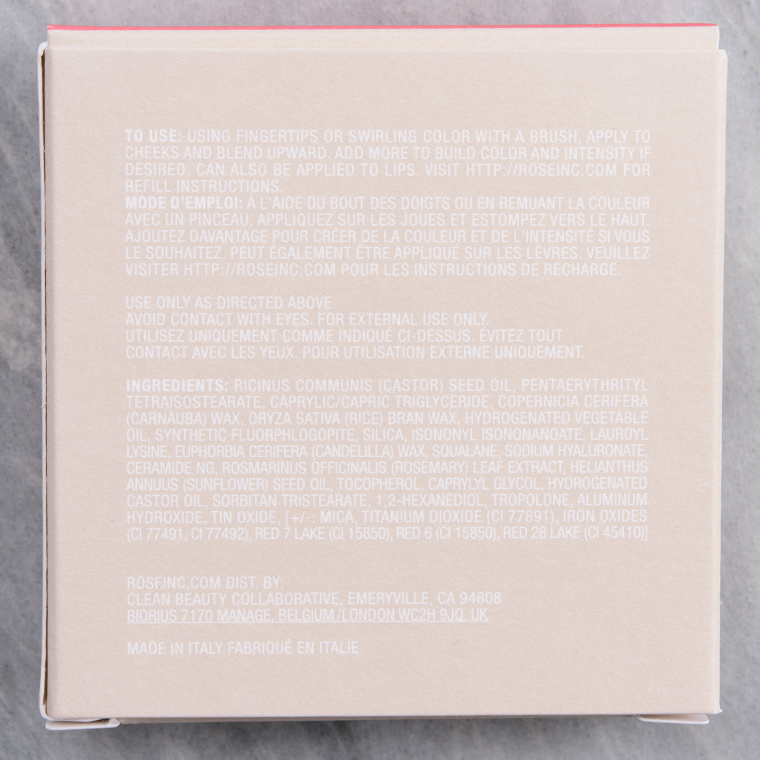 TO USE: USING FINGERTIPS OR SWIRLING COLOR WITH A BRUSH, APPLY TO
CHEEKS AND BLEND UPWARD. ADD MORE TO BUILD COLOR AND INTENSITY IF
DESIRED. CAN ALSO BE APPLIED TO LIPS. VISIT HTTP://ROSEINC.COM FOR
REFILL INSTRUCTIONS.
MODE D'EMPLOI: À L'AIDE DU BOUT DES DOIGTS OU EN REMUANT LA COULEUR
AVEC UN PINCEAU, APPLIQUEZ SUR LES JOUES ET ESTOMPEZ VERS LE HAUT.
AJOUTEZ DAVANTAGE POUR CRÉER DE LA COULEUR ET DE L'INTENSITÉ SI VOUS
LE SOUHAITEZ. PEUT ÉGALEMENT ÊTRE APPLIQUÉ SUR LES LÈVRES. VEUILLEZ
VISITER HTTP://ROSEINC.COM POUR LES INSTRUCTIONS DE RECHARGE.
USE ONLY AS DIRECTED ABOVE.
AVOID CONTACT WITH EYES. FOR EXTERNAL USE ONLY.
UTILISEZ UNIQUEMENT COMME INDIQUÉ CI-DESSUS. ÉVITEZ TOUT
CONTACT AVEC LES YEUX. POUR UTILISATION EXTERNE UNIQUEMENT.
INGREDIENTS: RICINUS COMMUNIS (CASTOR) SEED OIL, PENTAERYTHRITYL
TETRAISOSTEARATE, CAPRYLIC/CAPRIC TRIGLYCERIDE, COPERNICIA CERIFERA
(CARNAUBA) WAX, ORYZA SATIVA (RICE) BRAN WAX, HYDROGENATED VEGETABLE
OIL, SYNTHETIC FLUORPHLOGOPITE, SILICA, ISONONYL ISONONANOATE, LAUROYL
LYSINE, EUPHORBIA CERIFERA (CANDELILLA) WAX, SQUALANE, SODIUM HYALURONATE,
CERAMIDE NG, ROSMARINUS OFFICINALIS (ROSEMARY) LEAF EXTRACT, HELIANTHUS
ANNUUS (SUNFLOWER) SEED OIL, TOCOPHEROL, CAPRYLYL GLYCOL, HYDROGENATED
CASTOR OIL, SORBITAN TRISTEARATE, 1,2-HEXANEDIOL, TROPOLONE, ALUMINUM
HYDROXIDE, TIN OXIDE, [+/-: MICA, TITANIUM DIOXIDE (CI 77891), IRON OXIDES
(CI 77491, CI 77492), RED 7 LAKE (CI 15850), RED 6 (CI 15850), RED 28 LAKE (CI 45410)]
ROSEINC.COM DIST. BY:
CLEAN BEAUTY COLLABORATIVE, EMERYVILLE, CA 94608
BIORIUS 7170 MANAGE, BELGIUM/LONDON WC2H 9JQ, UK
MADE IN ITALY FABRIQUÉ EN ITALIE